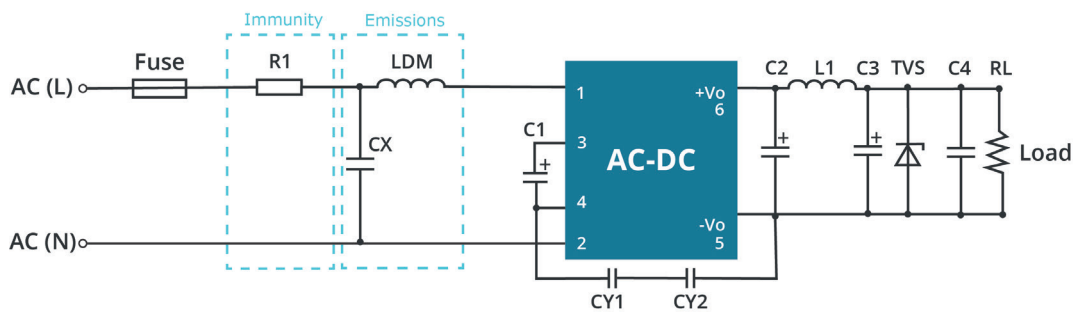 Immunity
Emissions
Fuse
R1
LDM
C2
L1
C3
TVS
C4
RL
AC (L)
1
+Vo
6
C1
CX
3
+
+
+
AC-DC
Load
4
-Vo
5
AC (N)
2
CY1
CY2